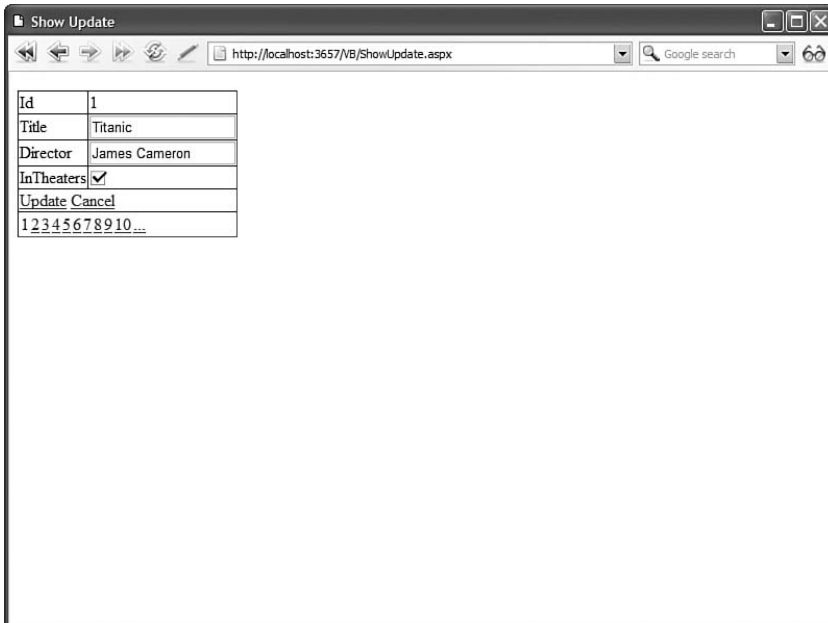 Show Update
http://localhost:3657/VB/ShowUpdate.aspx Google search
Id 1
Title Titanic
Director James Cameron
InTheaters
Update Cancel
1 2 3 4 5 6 7 8 9 10 ...